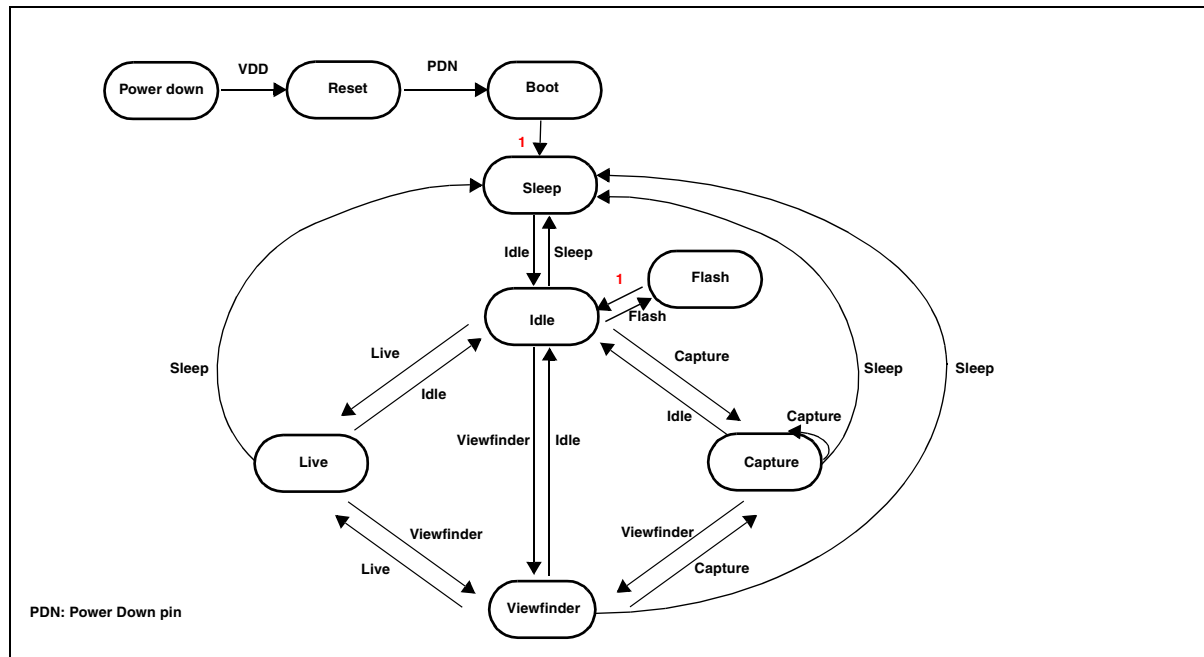 VDD
PDN
Power down
Reset
Boot
1
Sleep
Idle
Sleep
1
Flash
Idle
Flash
Live
Capture
Sleep
Idle
Idle
Sleep
Sleep
Capture
Viewfinder
Idle
Live
Capture
Viewfinder
Viewfinder
Live
Capture
Viewfinder
PDN: Power Down pin